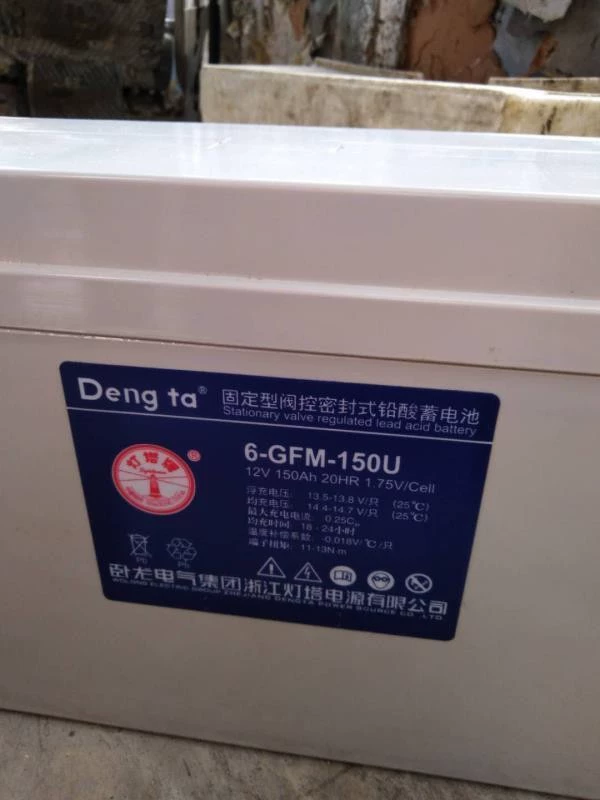 Deng ta®
固定型阀控密封式铅酸蓄电池
Stationary valve regulated lead acid battery
灯塔牌
®
6-GFM-150U
12V 150Ah 20HR 1.75V/Cell
浮充电压: 13.5-13.8 V/只 (25℃)
均充电压: 14.4-14.7 V/只 (25℃)
最大充电电流: 0.25C₁₀
均充时间: 18 - 24小时
温度补偿系数: -0.018V/℃/只
端子扭矩: 11-13N·m
Pb
Pb
卧龙电气集团浙江灯塔电源有限公司
WOLONG ELECTRIC GROUP ZHEJIANG DENGTA POWER SOURCE CO.,LTD.